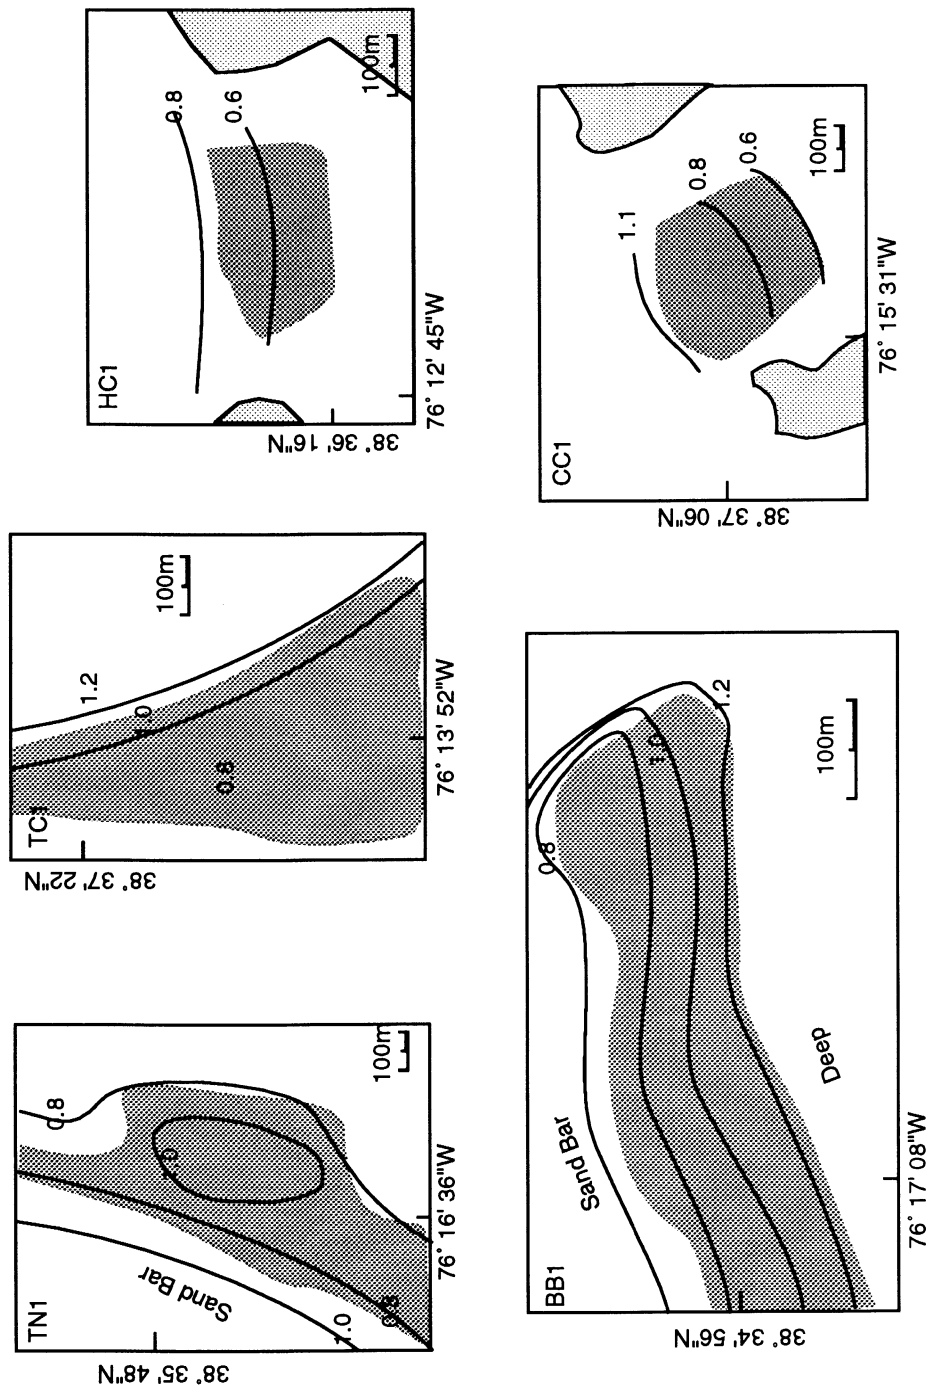 HC1
0.8
0.6
100m
38° 36' 16"N
76° 12' 45"W
TC1
1.2
1.0
0.8
100m
38° 37' 22"N
76° 13' 52"W
TN1
0.8
1.0
Sand Bar
1.0
0.8
100m
38° 35' 48"N
76° 16' 36"W
CC1
1.1
0.8
0.6
100m
38° 37' 06"N
76° 15' 31"W
BB1
0.8
1.0
1.2
Sand Bar
Deep
100m
38° 34' 56"N
76° 17' 08"W